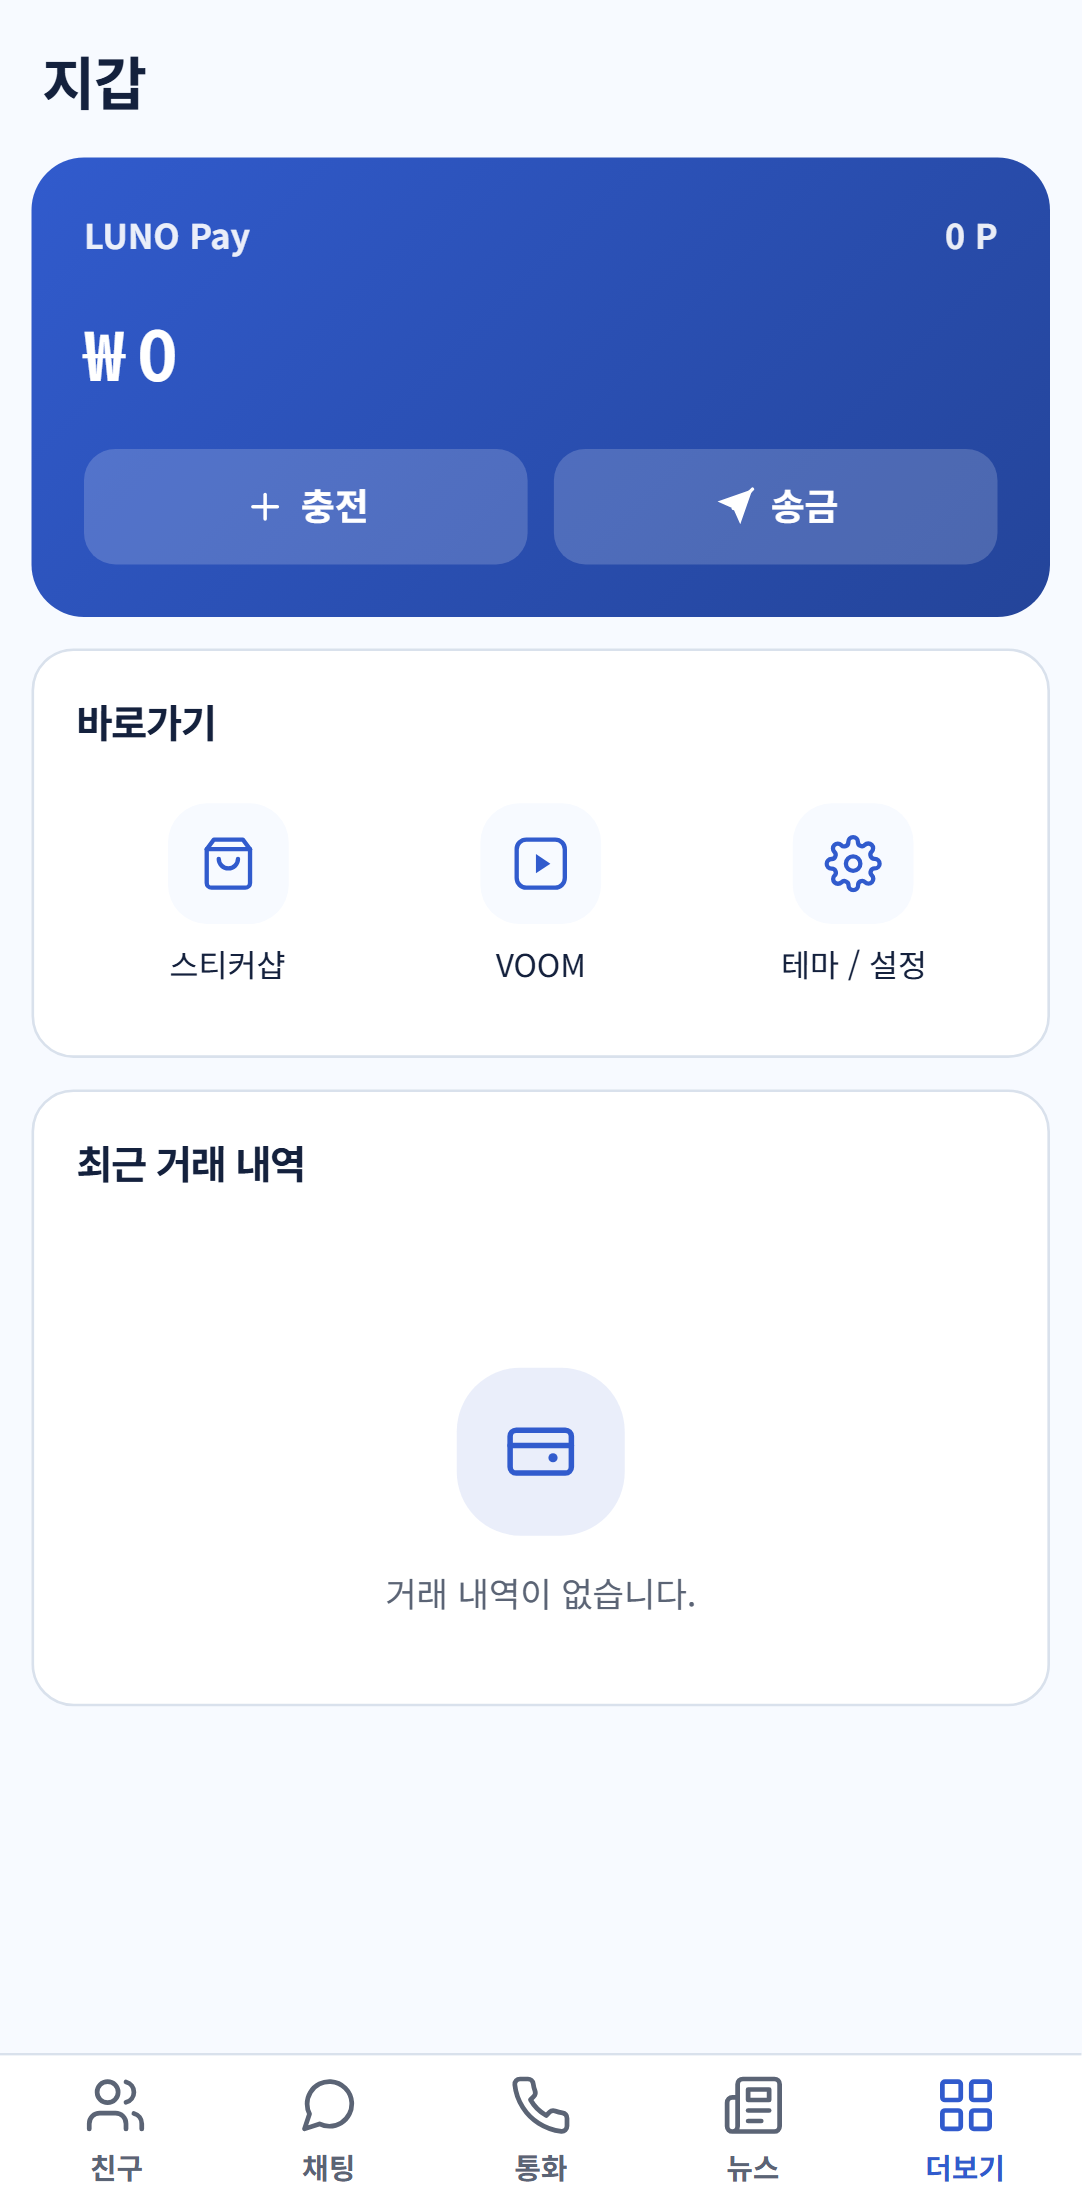 지갑
LUNO Pay
0 P
₩0
충전
송금
바로가기
스티커샵
VOOM
테마 / 설정
최근 거래 내역
거래 내역이 없습니다.
친구
채팅
통화
뉴스
더보기